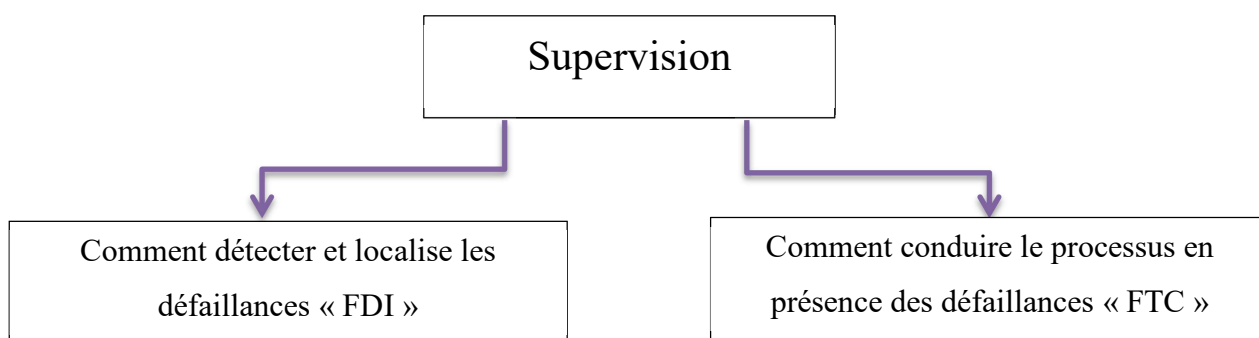 Supervision
Comment détecter et localise les
défaillances « FDI »
Comment conduire le processus en
présence des défaillances « FTC »